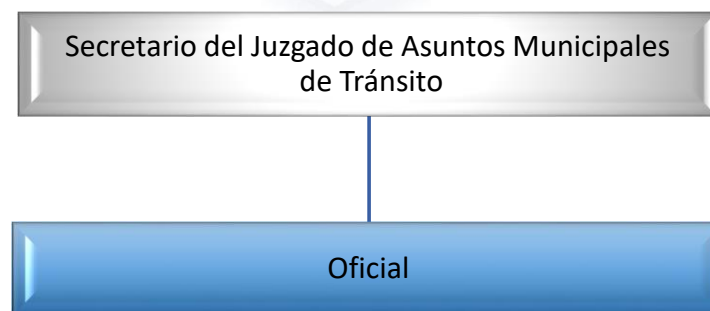 Secretario del Juzgado de Asuntos Municipales
de Tránsito
Oficial